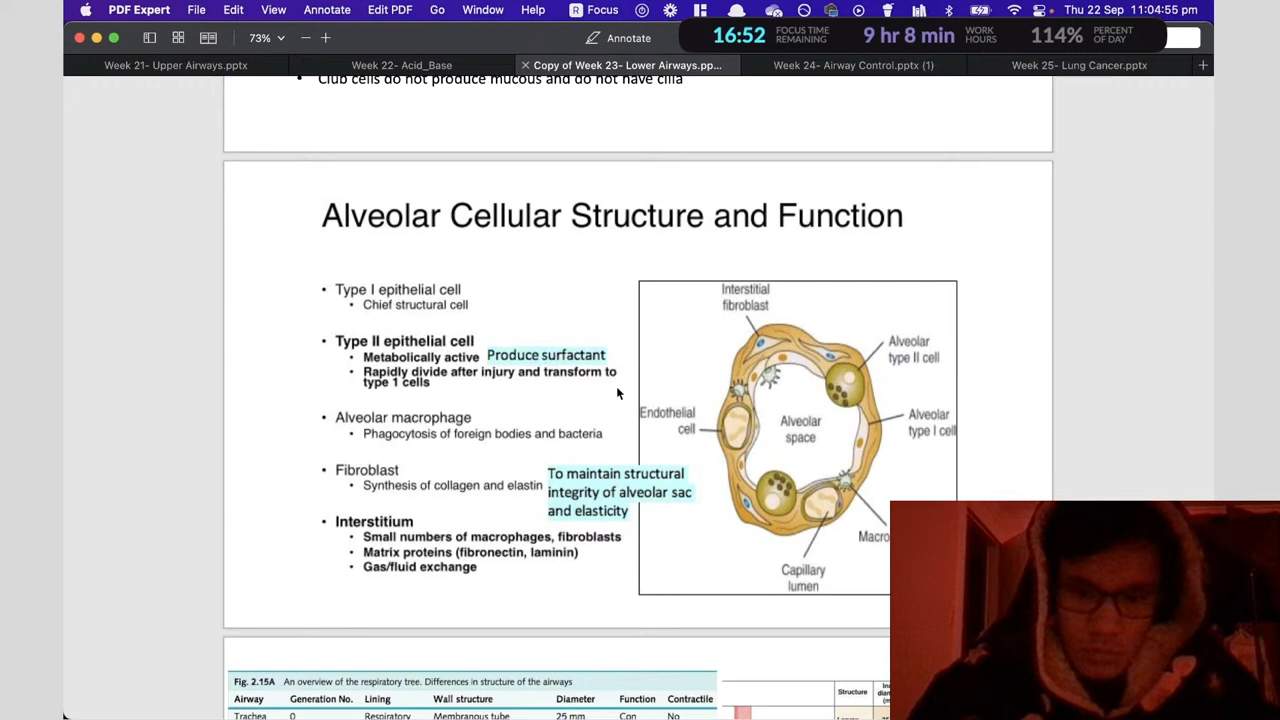 PDF Expert File Edit View Annotate Edit PDF Go Window Help Focus Thu 22 Sep 11:04:55 pm
73% Annotate 16:52 FOCUS TIME REMAINING 9 hr 8 min WORK HOURS 114% PERCENT OF DAY
Week 21- Upper Airways.pptx Week 22- Acid_Base Copy of Week 23- Lower Airways.pp... Week 24- Airway Control.pptx (1) Week 25- Lung Cancer.pptx
• Club cells do not produce mucous and do not have cilia
Alveolar Cellular Structure and Function
• Type I epithelial cell
• Chief structural cell
• Type II epithelial cell
• Metabolically active Produce surfactant
• Rapidly divide after injury and transform to
type 1 cells
• Alveolar macrophage
• Phagocytosis of foreign bodies and bacteria
• Fibroblast
• Synthesis of collagen and elastin
To maintain structural
integrity of alveolar sac
and elasticity
• Interstitium
• Small numbers of macrophages, fibroblasts
• Matrix proteins (fibronectin, laminin)
• Gas/fluid exchange
Interstitial
fibroblast
Alveolar
type II cell
Endothelial
cell
Alveolar
space
Alveolar
type I cell
Macro
Capillary
lumen
Fig. 2.15A An overview of the respiratory tree. Differences in structure of the airways
Airway Generation No. Lining Wall structure Diameter Function Contractile
Trachea 0 Respiratory Membranous tube 25 mm Con No
Structure